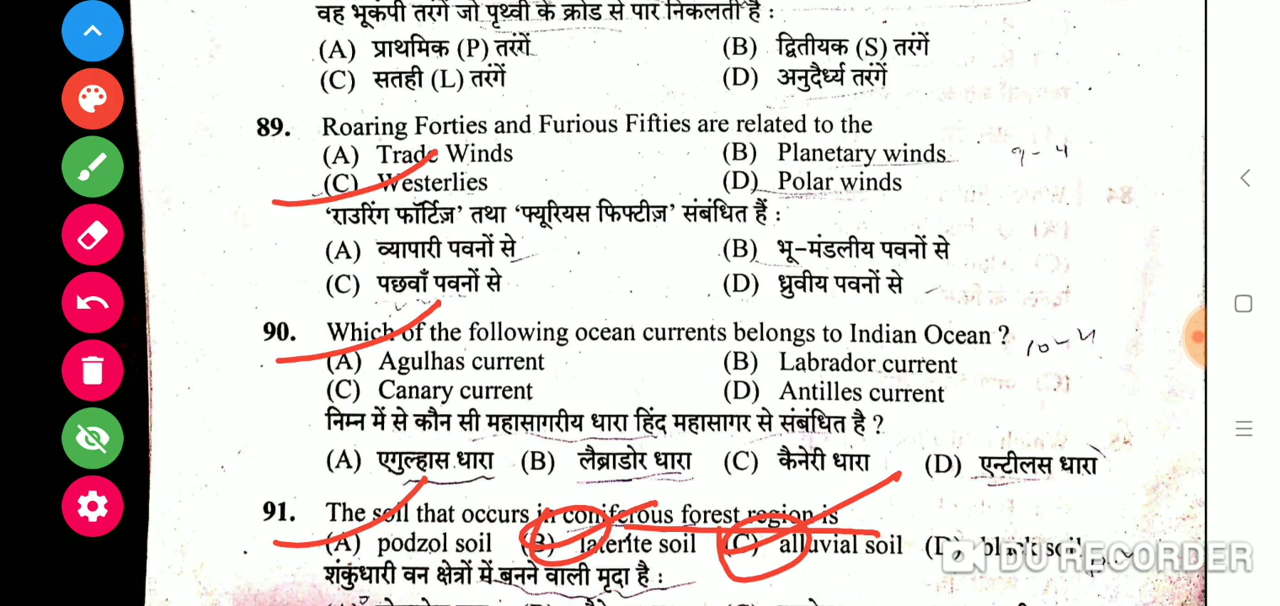 वह भूकंपी तरंगें जो पृथ्वी के क्रोड से पार निकलती है :
(A) प्राथमिक (P) तरंगें (B) द्वितीयक (S) तरंगें
(C) सतही (L) तरंगें (D) अनुदैर्ध्य तरंगें
89. Roaring Forties and Furious Fifties are related to the
(A) Trade Winds (B) Planetary winds
(C) Westerlies (D) Polar winds
'राउरिंग फॉर्टिज़' तथा 'फ्यूरियस फिफ्टीज़' संबंधित हैं :
(A) व्यापारी पवनों से (B) भू-मंडलीय पवनों से
(C) पछवाँ पवनों से (D) ध्रुवीय पवनों से
90. Which of the following ocean currents belongs to Indian Ocean ?
(A) Agulhas current (B) Labrador current
(C) Canary current (D) Antilles current
निम्न में से कौन सी महासागरीय धारा हिंद महासागर से संबंधित है ?
(A) एगुल्हास धारा (B) लैब्राडोर धारा (C) कैनेरी धारा (D) एन्टीलस धारा
91. The soil that occurs in coniferous forest region is
(A) podzol soil (B) laterite soil (C) alluvial soil (D) black soil
DU RECORDER
शंकुधारी वन क्षेत्रों में बनने वाली मृदा है :